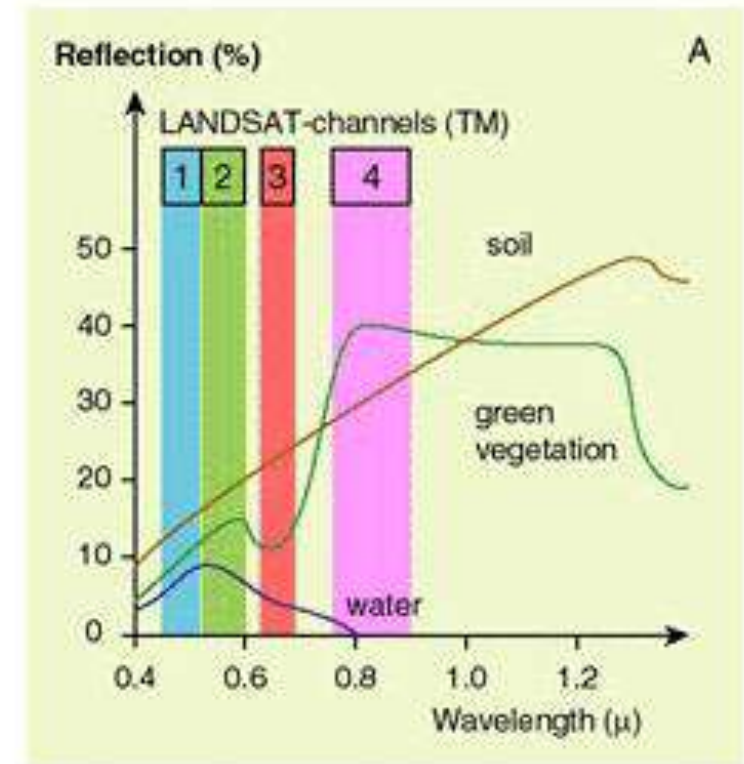 Reflection (%)
A
LANDSAT-channels (TM)
1 2 3 4
50
soil
40
30
green
vegetation
20
10
water
0
0.4 0.6 0.8 1.0 1.2
Wavelength (μ)